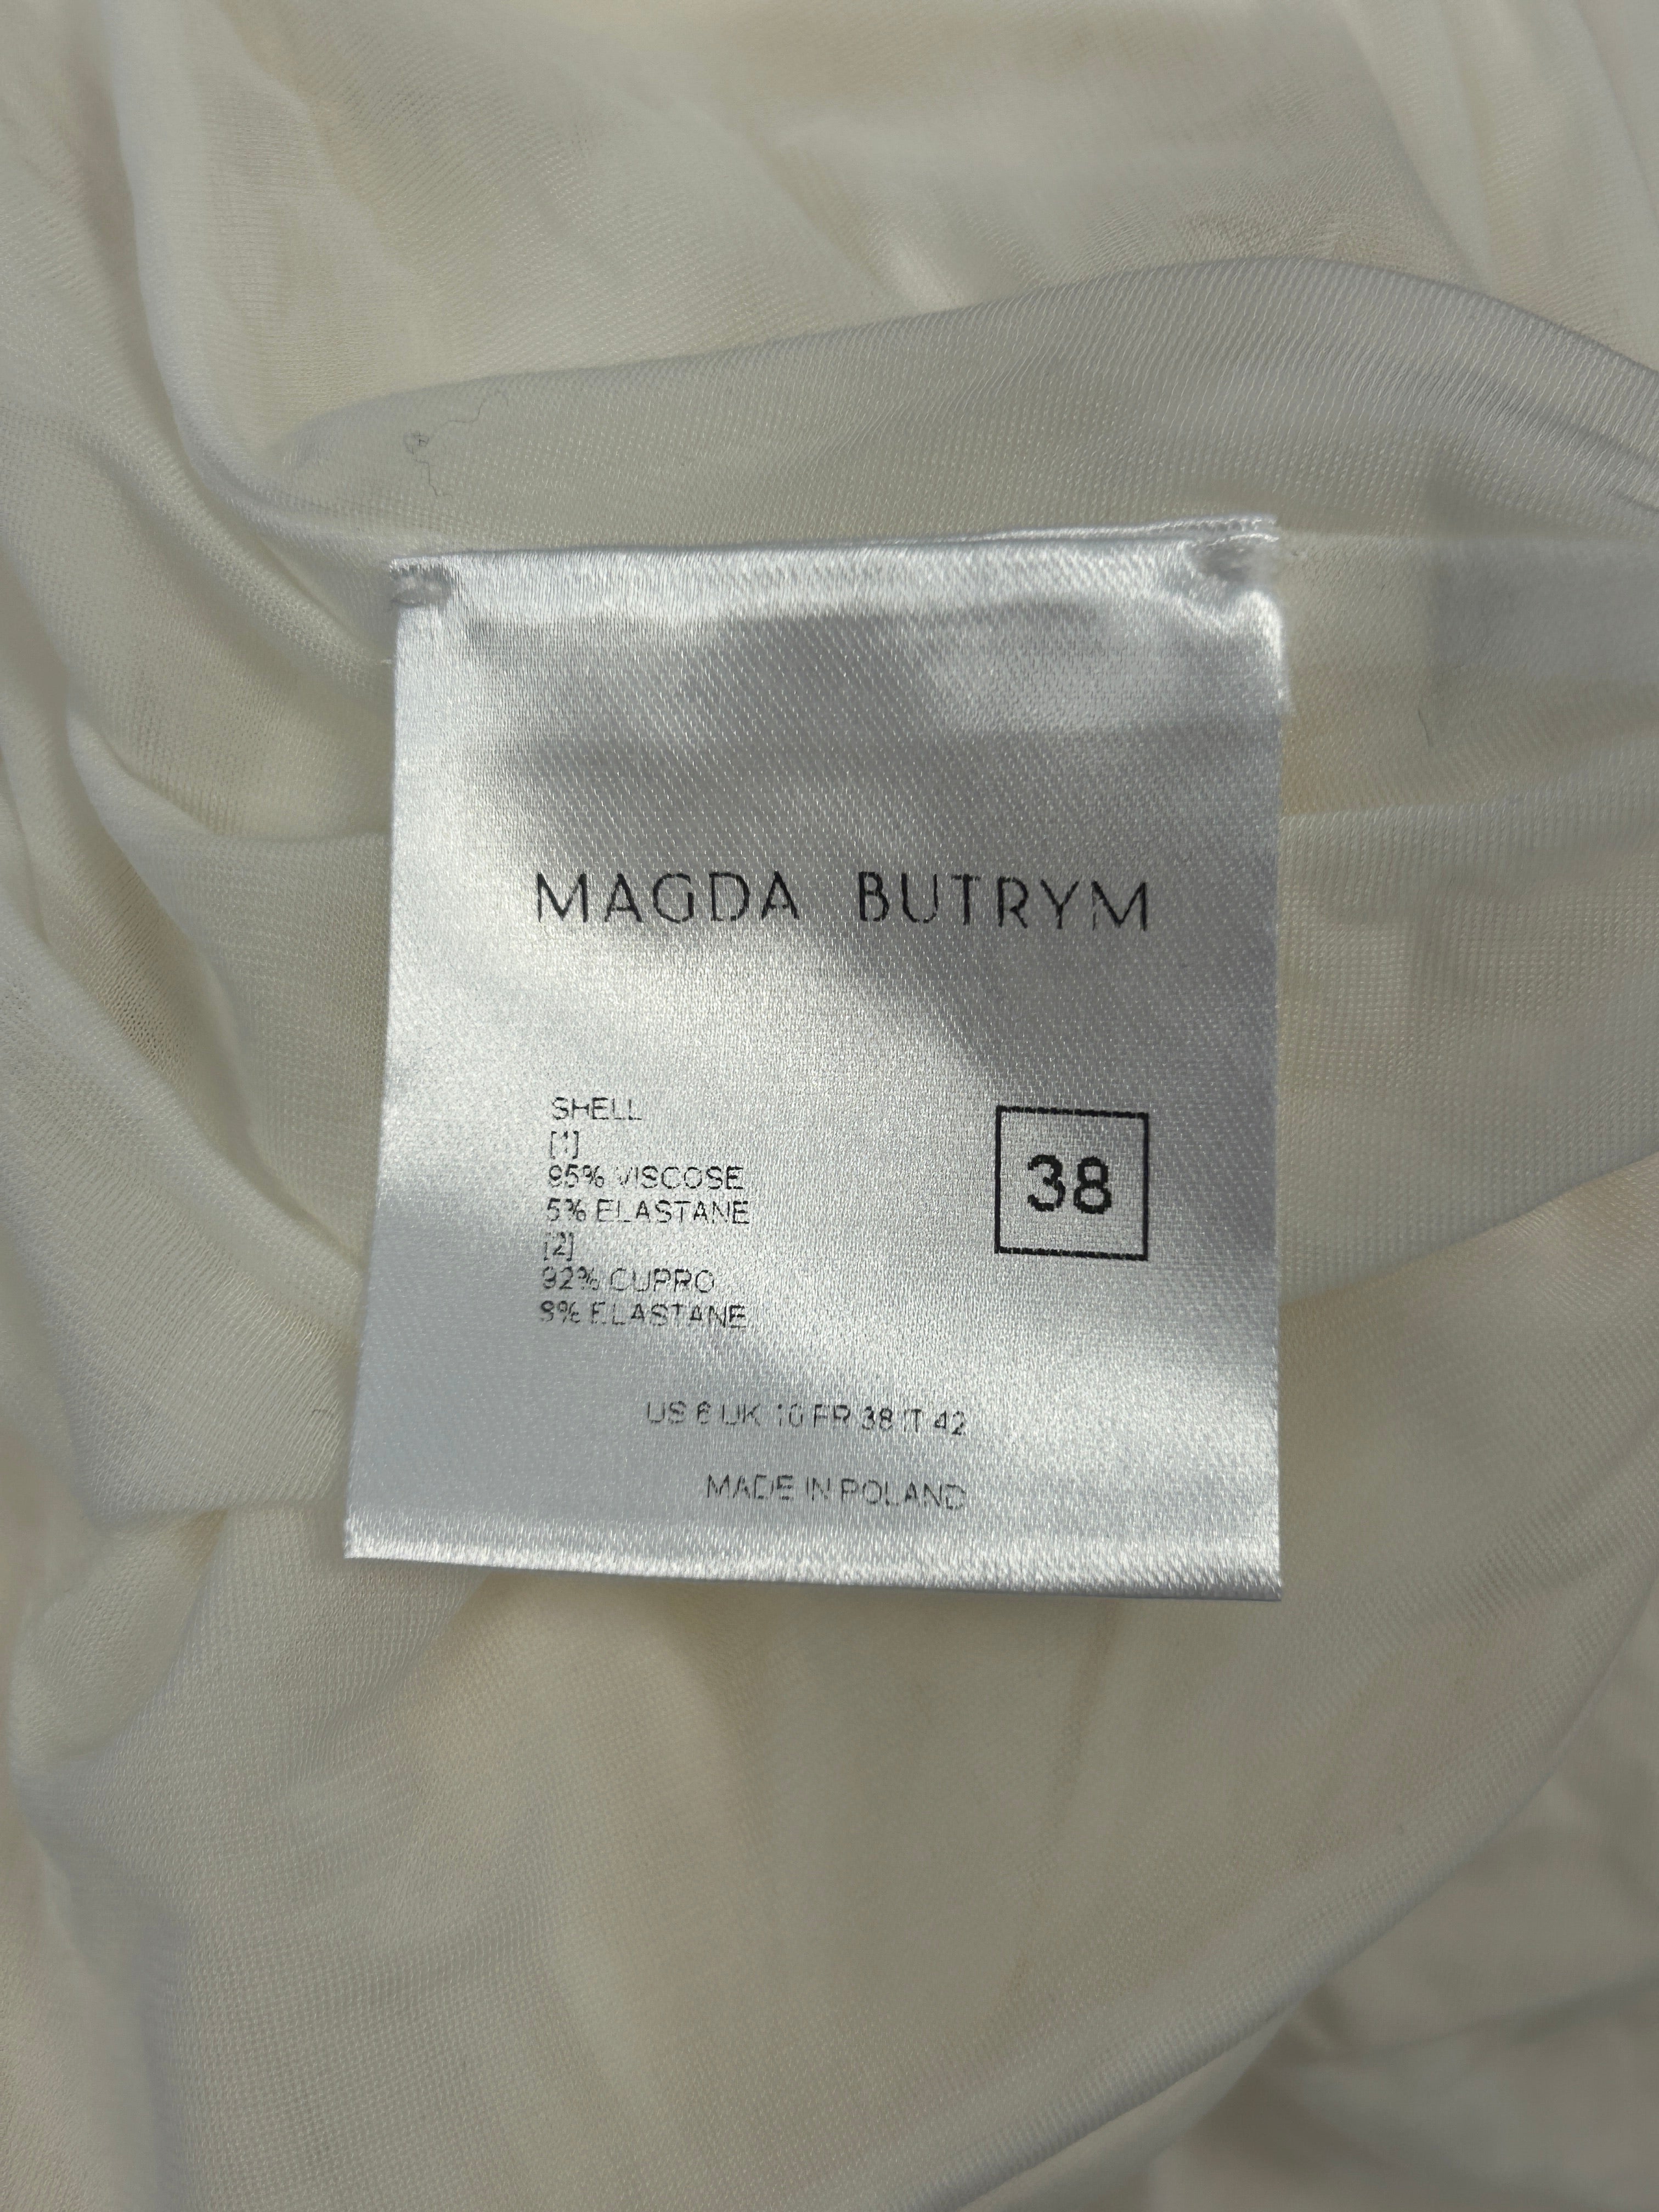 MAGDA BUTRYM
SHELL
[1]
95% VISCOSE
5% ELASTANE
[2]
92% CUPRO
8% ELASTANE
38
US 6 UK 10 FR 38 IT 42
MADE IN POLAND